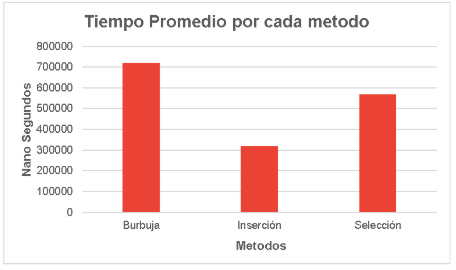 Tiempo Promedio por cada metodo
800000
700000
600000
500000
400000
300000
200000
100000
0
Nano Segundos
Burbuja Inserción Selección
Metodos